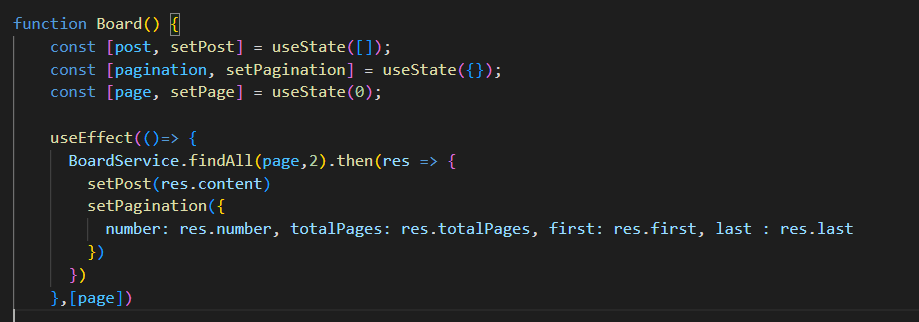 function Board() {
const [post, setPost] = useState([]);
const [pagination, setPagination] = useState({});
const [page, setPage] = useState(0);
useEffect(()=> {
BoardService.findAll(page,2).then(res => {
setPost(res.content)
setPagination({
number: res.number, totalPages: res.totalPages, first: res.first, last : res.last
})
})
},[page])